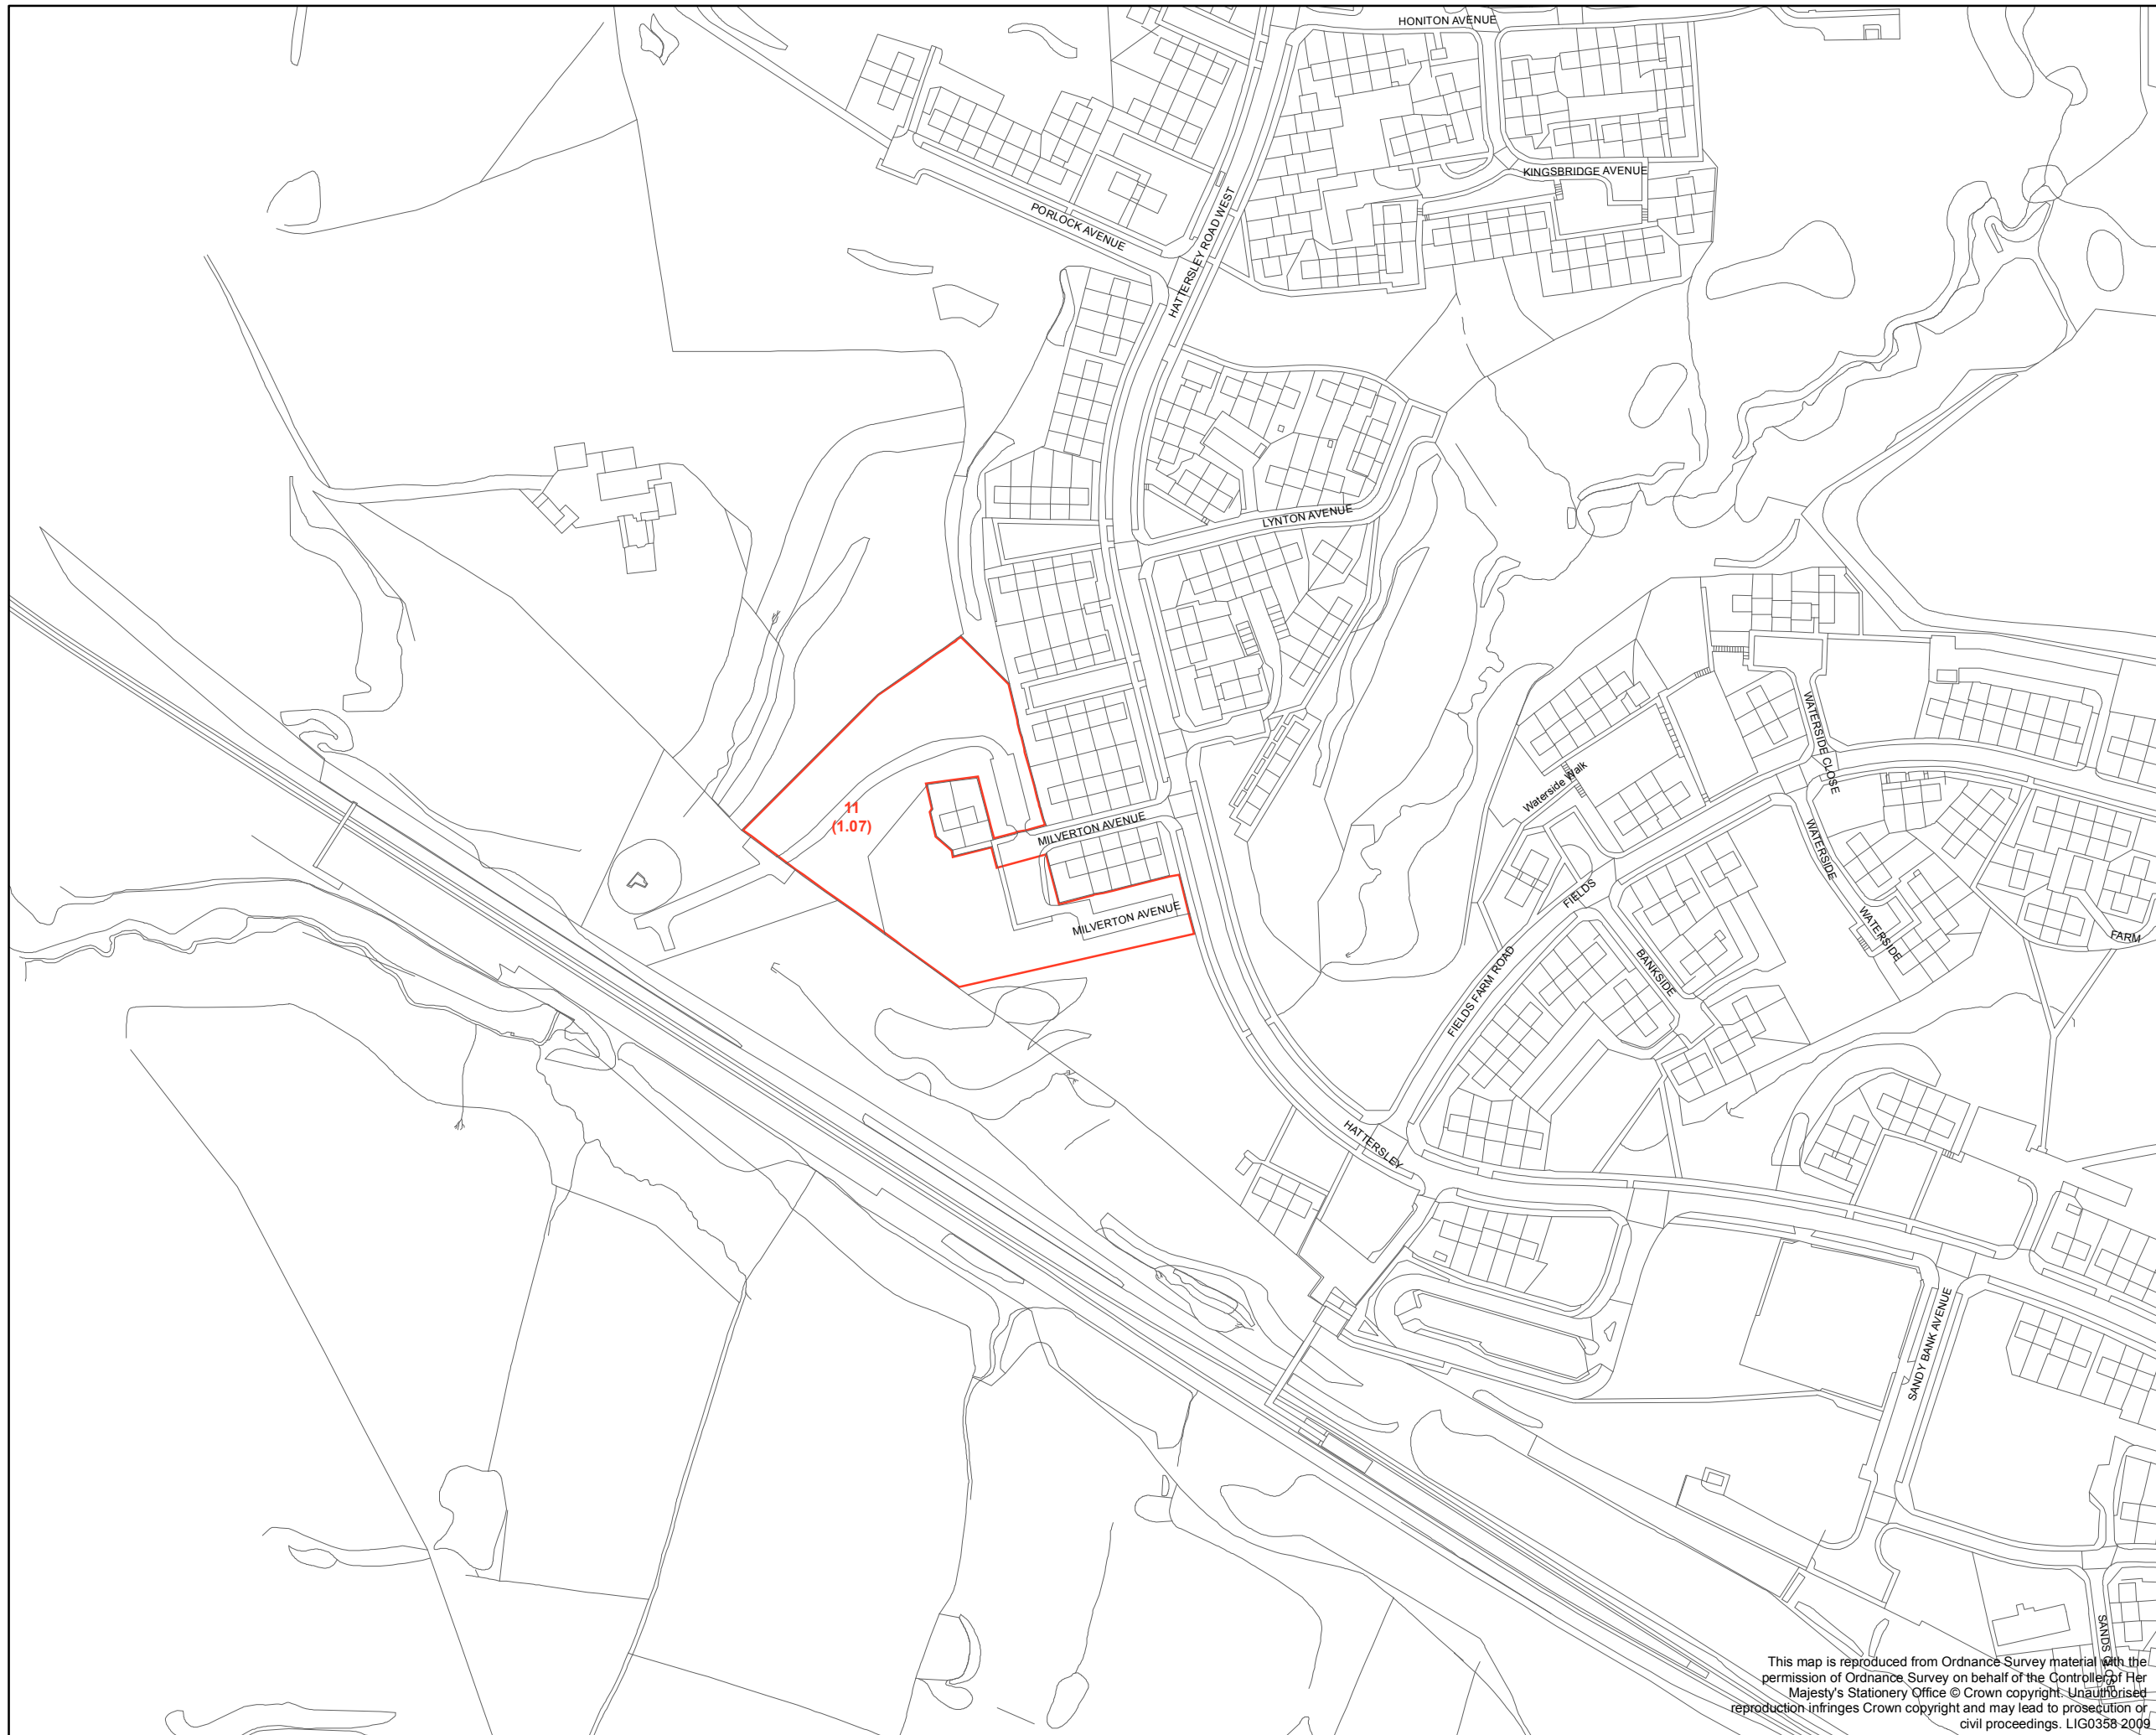 HONITON AVENUE
KINGSBRIDGE AVENUE
PORLOCK AVENUE
HATTERSLEY ROAD WEST
LYNTON AVENUE
WATERSIDE CLOSE
Waterside Walk
11
(1.07)
MILVERTON AVENUE
WATERSIDE
FIELDS
MILVERTON AVENUE
WATERSIDE
FARM
BANKSIDE
FIELDS FARM ROAD
HATTERSLEY
SANDY BANK AVENUE
SANDS CLOSE
This map is reproduced from Ordnance Survey material with the
permission of Ordnance Survey on behalf of the Controller of Her
Majesty's Stationery Office © Crown copyright. Unauthorised
reproduction infringes Crown copyright and may lead to prosecution or
civil proceedings. LIG0358 2009